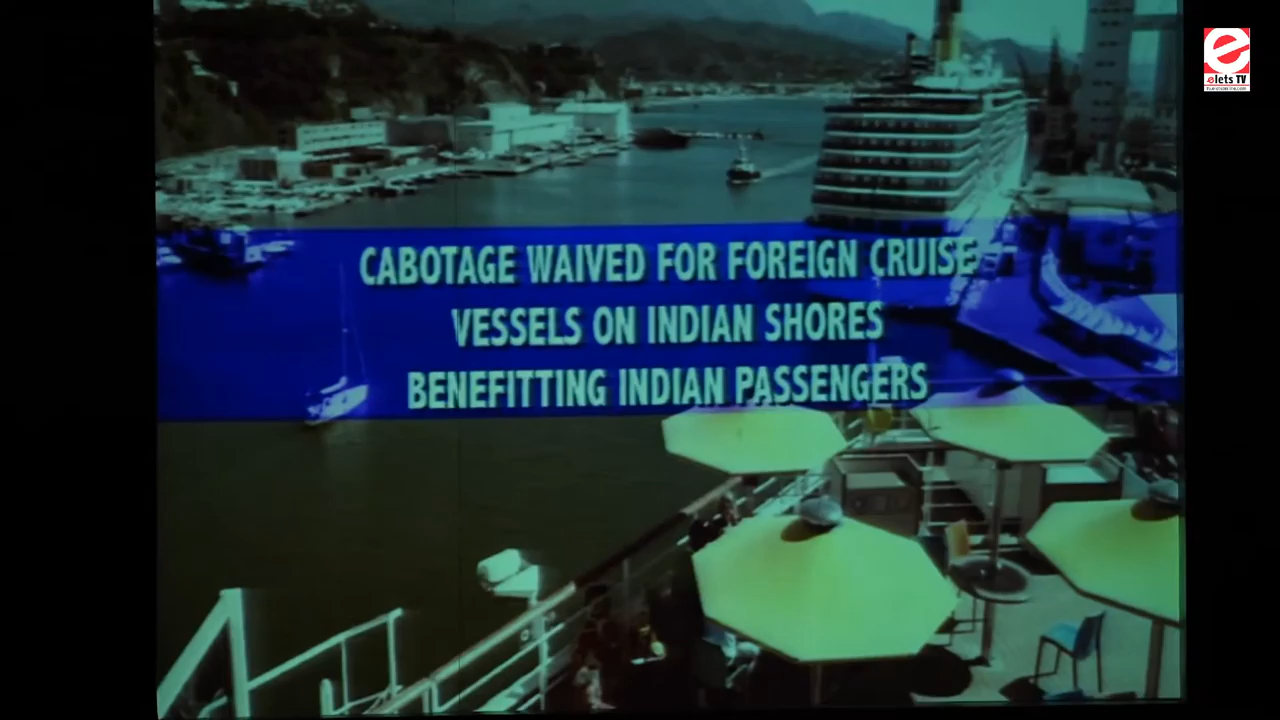 elets TV
CABOTAGE WAIVED FOR FOREIGN CRUISE
VESSELS ON INDIAN SHORES
BENEFITTING INDIAN PASSENGERS